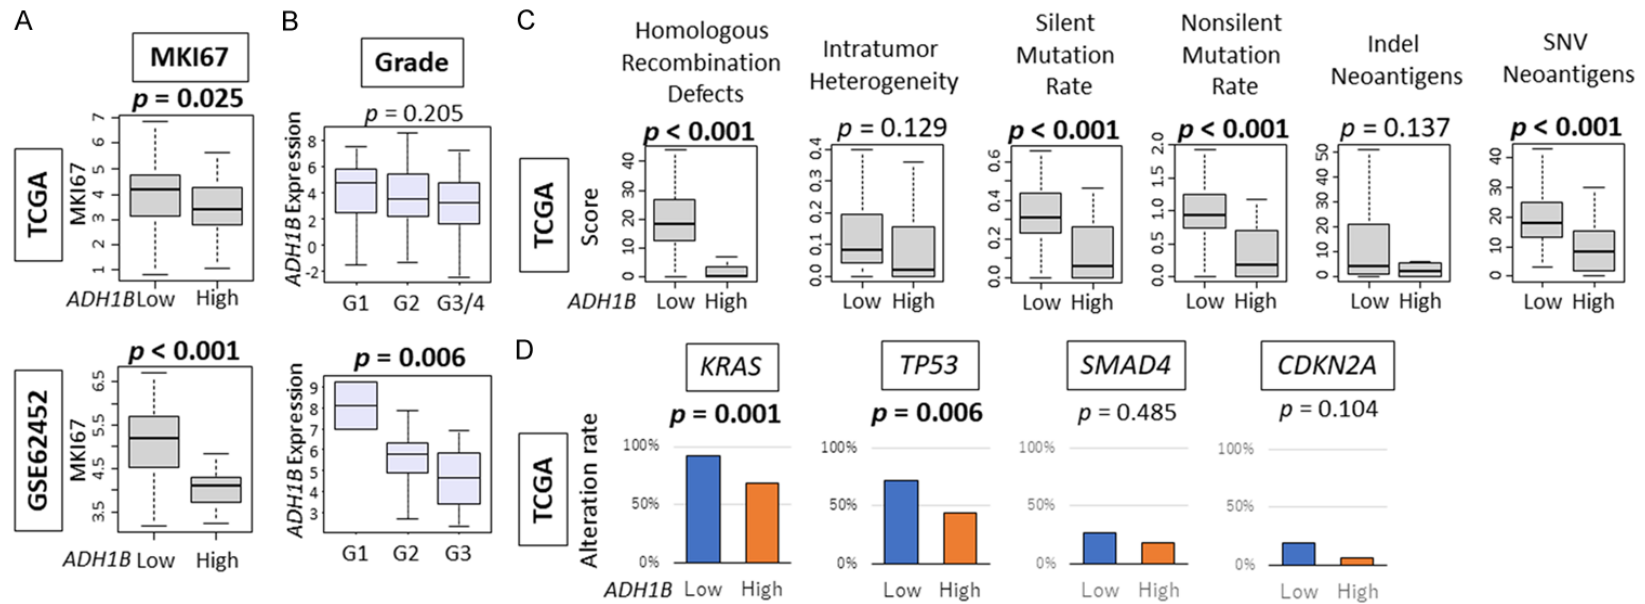 A
MKI67
p = 0.025
TCGA
MKI67
7
6
5
4
3
2
1
ADH1B Low High
p < 0.001
GSE62452
MKI67
6.5
5.5
4.5
3.5
ADH1B Low High
B
Grade
p = 0.205
ADH1B Expression
8
6
4
2
0
-2
G1 G2 G3/4
p = 0.006
ADH1B Expression
9
8
7
6
5
4
3
G1 G2 G3
C
TCGA
Score
Homologous
Recombination
Defects
p < 0.001
40
30
20
10
0
ADH1B Low High
Intratumor
Heterogeneity
p = 0.129
0.4
0.3
0.2
0.1
0.0
Low High
Silent
Mutation
Rate
p < 0.001
0.6
0.4
0.2
0.0
Low High
Nonsilent
Mutation
Rate
p < 0.001
2.0
1.5
1.0
0.5
0.0
Low High
Indel
Neoantigens
p = 0.137
50
40
30
20
10
0
Low High
SNV
Neoantigens
p < 0.001
40
30
20
10
0
Low High
D
TCGA
Alteration rate
KRAS
p = 0.001
100%
50%
0%
ADH1B Low High
TP53
p = 0.006
100%
50%
0%
Low High
SMAD4
p = 0.485
100%
50%
0%
Low High
CDKN2A
p = 0.104
100%
50%
0%
Low High